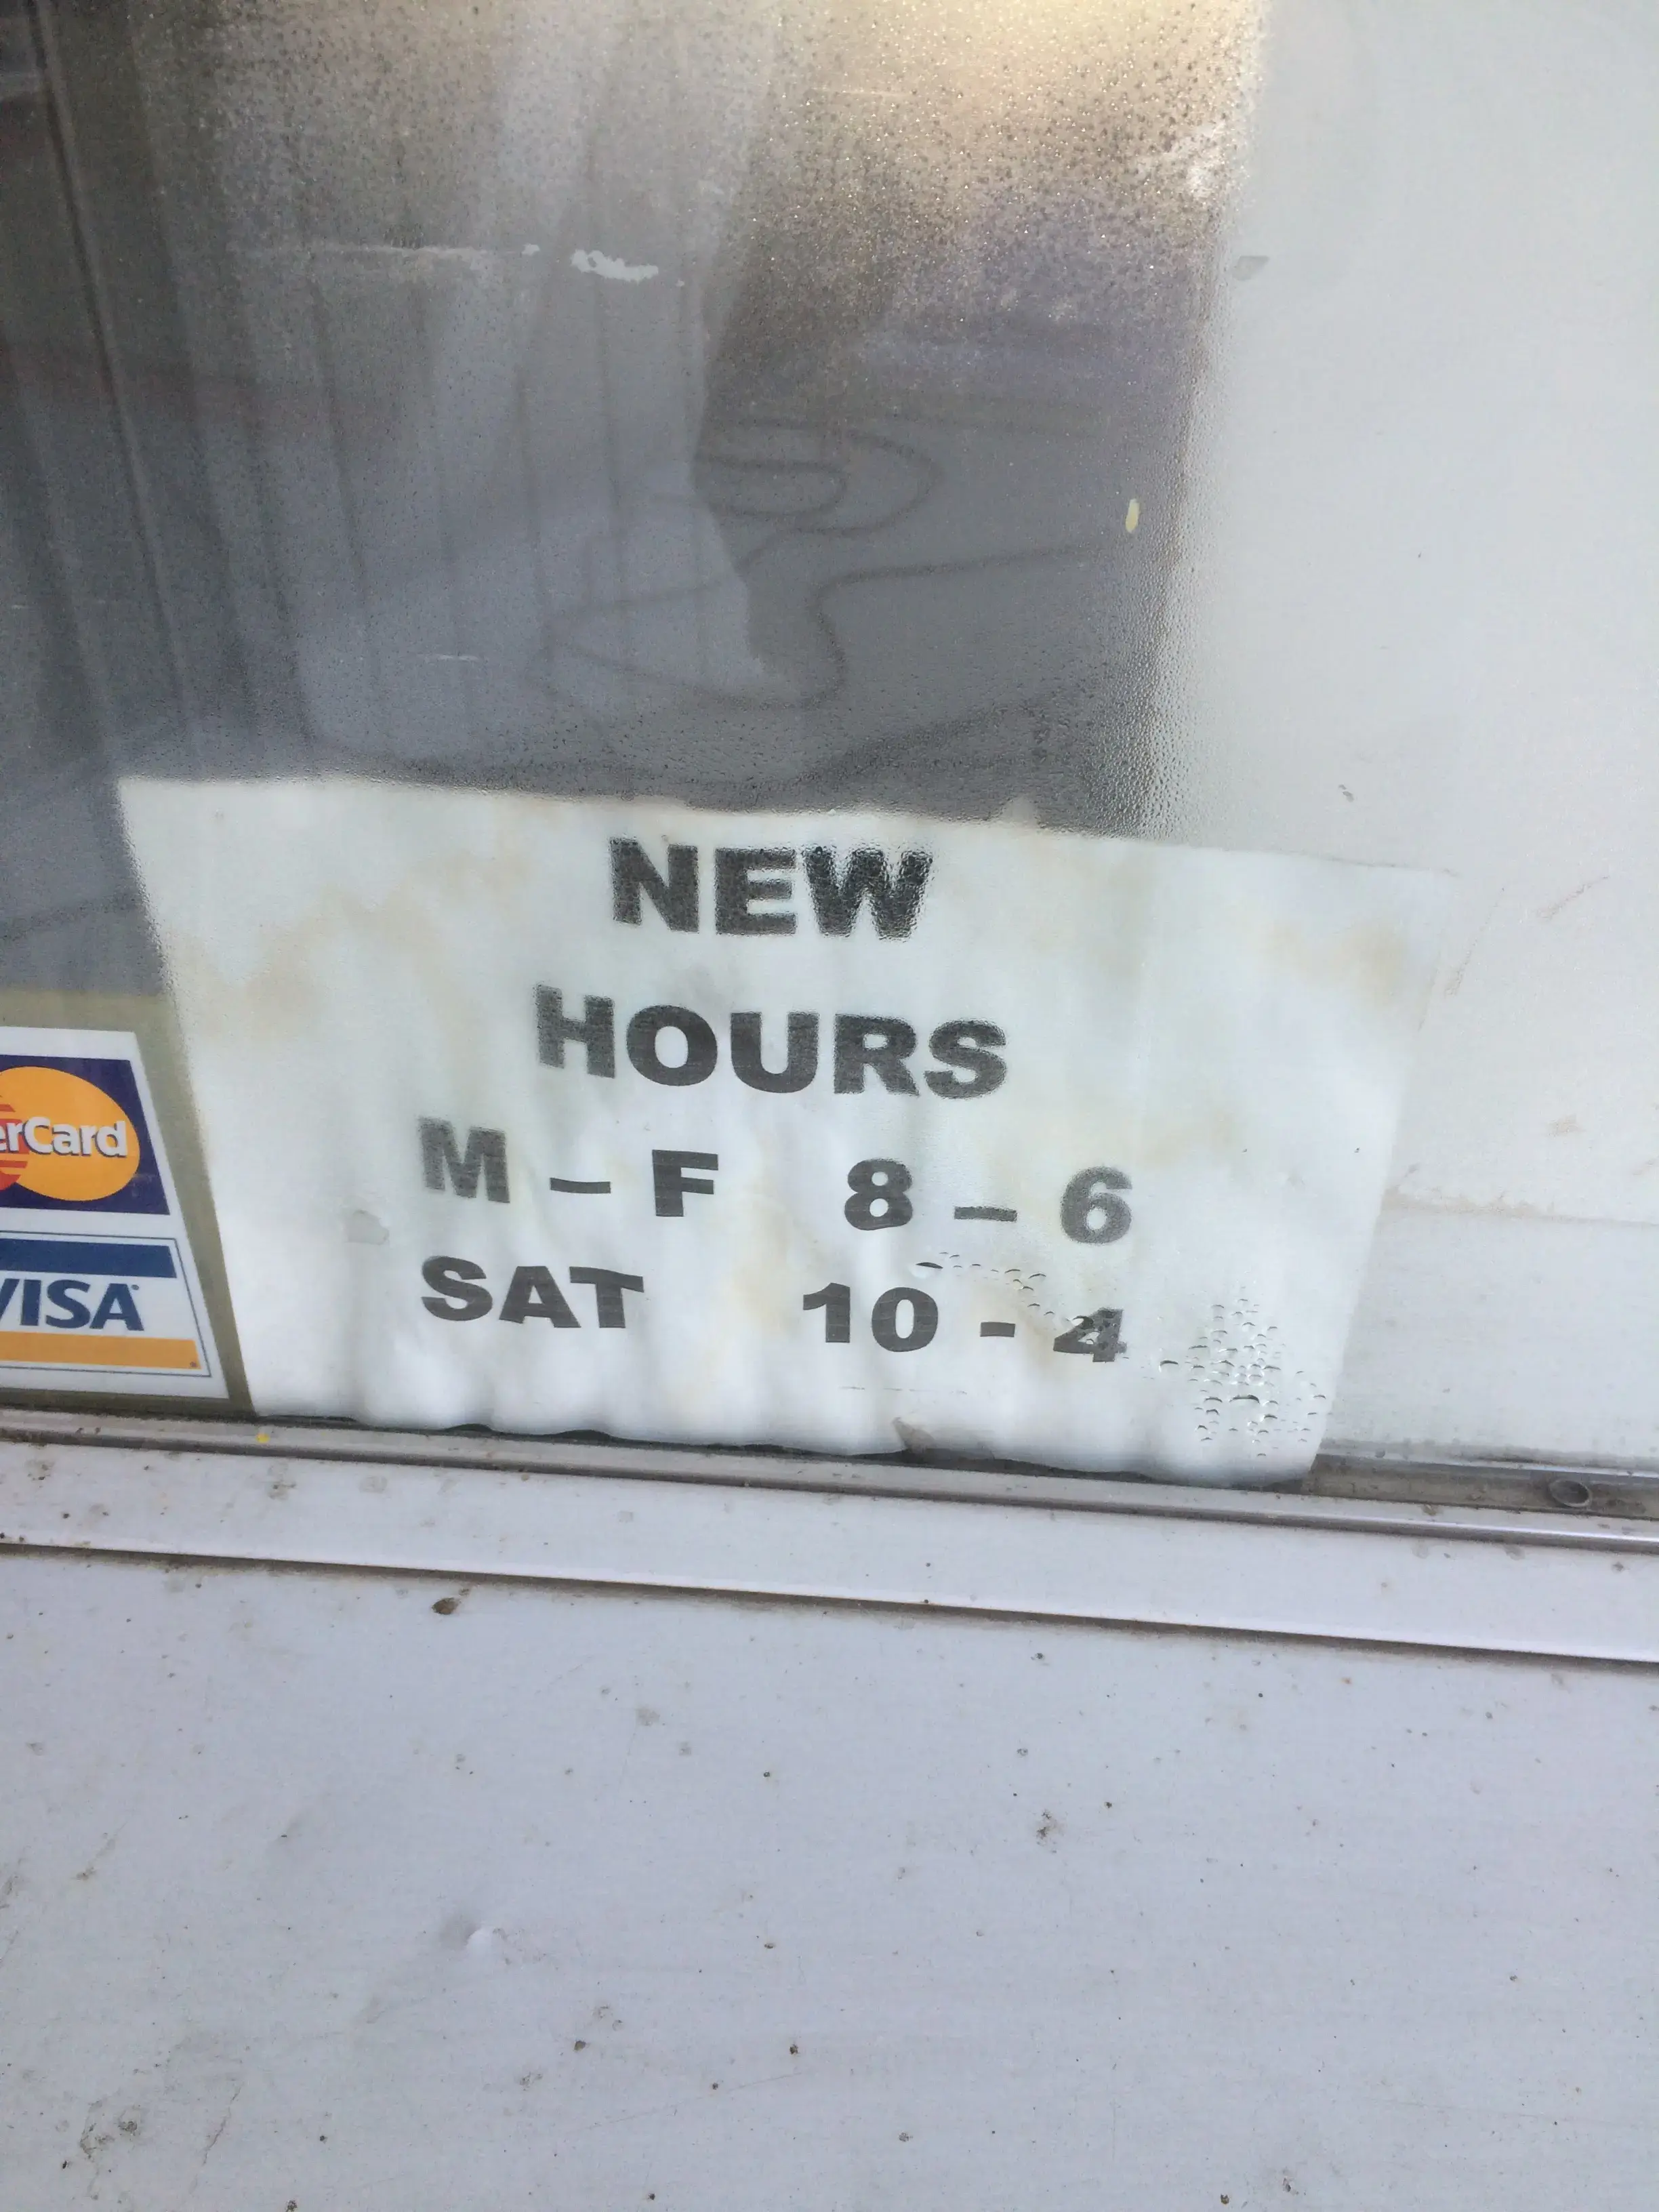 NEW
HOURS
M – F 8 – 6
SAT 10 - 4
erCard
VISA